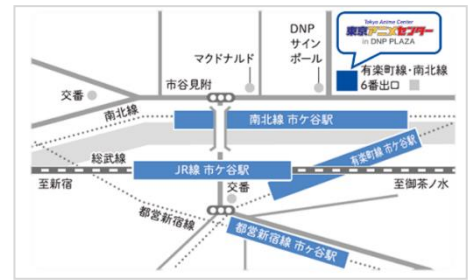 Tokyo Anime Center
東京アニメセンター
in DNP PLAZA
DNP
サイン
ポール
マクドナルド
有楽町線・南北線
6番出口
市谷見附
交番
南北線
南北線 市ケ谷駅
有楽町線 市ケ谷駅
総武線
JR線 市ケ谷駅
至新宿
交番
至御茶ノ水
都営新宿線
都営新宿線 市ケ谷駅